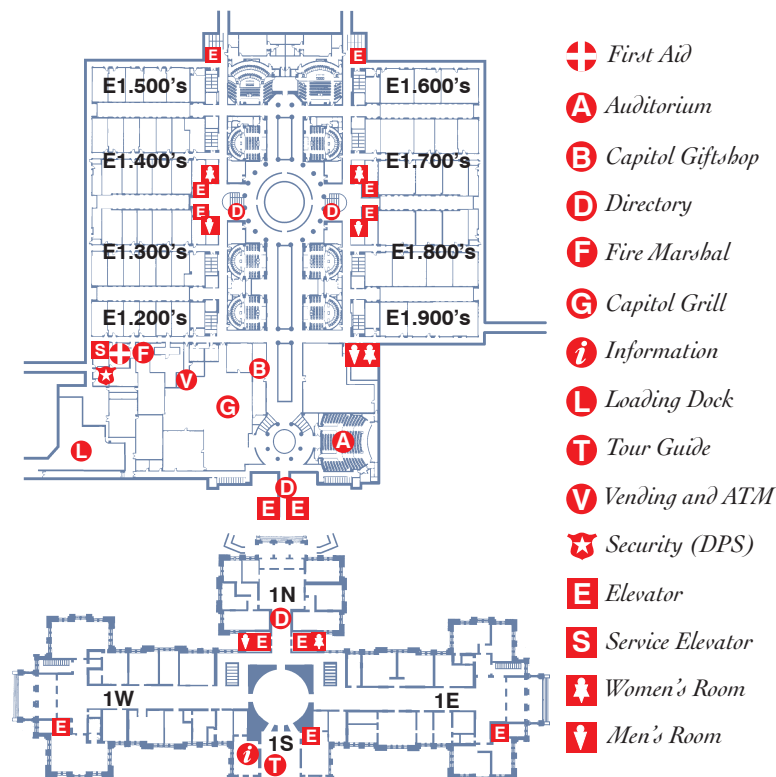 E
E
E1.500's
E1.600's
E1.400's
E1.700's
E
E
E
E
D
D
E1.300's
E1.800's
E1.200's
E1.900's
S
F
V
B
G
A
L
D
E
E
1N
D
E
E
1W
1E
E
E
E
1S
i
T
First Aid
A Auditorium
B Capitol Giftshop
D Directory
F Fire Marshal
G Capitol Grill
i Information
L Loading Dock
T Tour Guide
V Vending and ATM
Security (DPS)
E Elevator
S Service Elevator
Women's Room
Men's Room